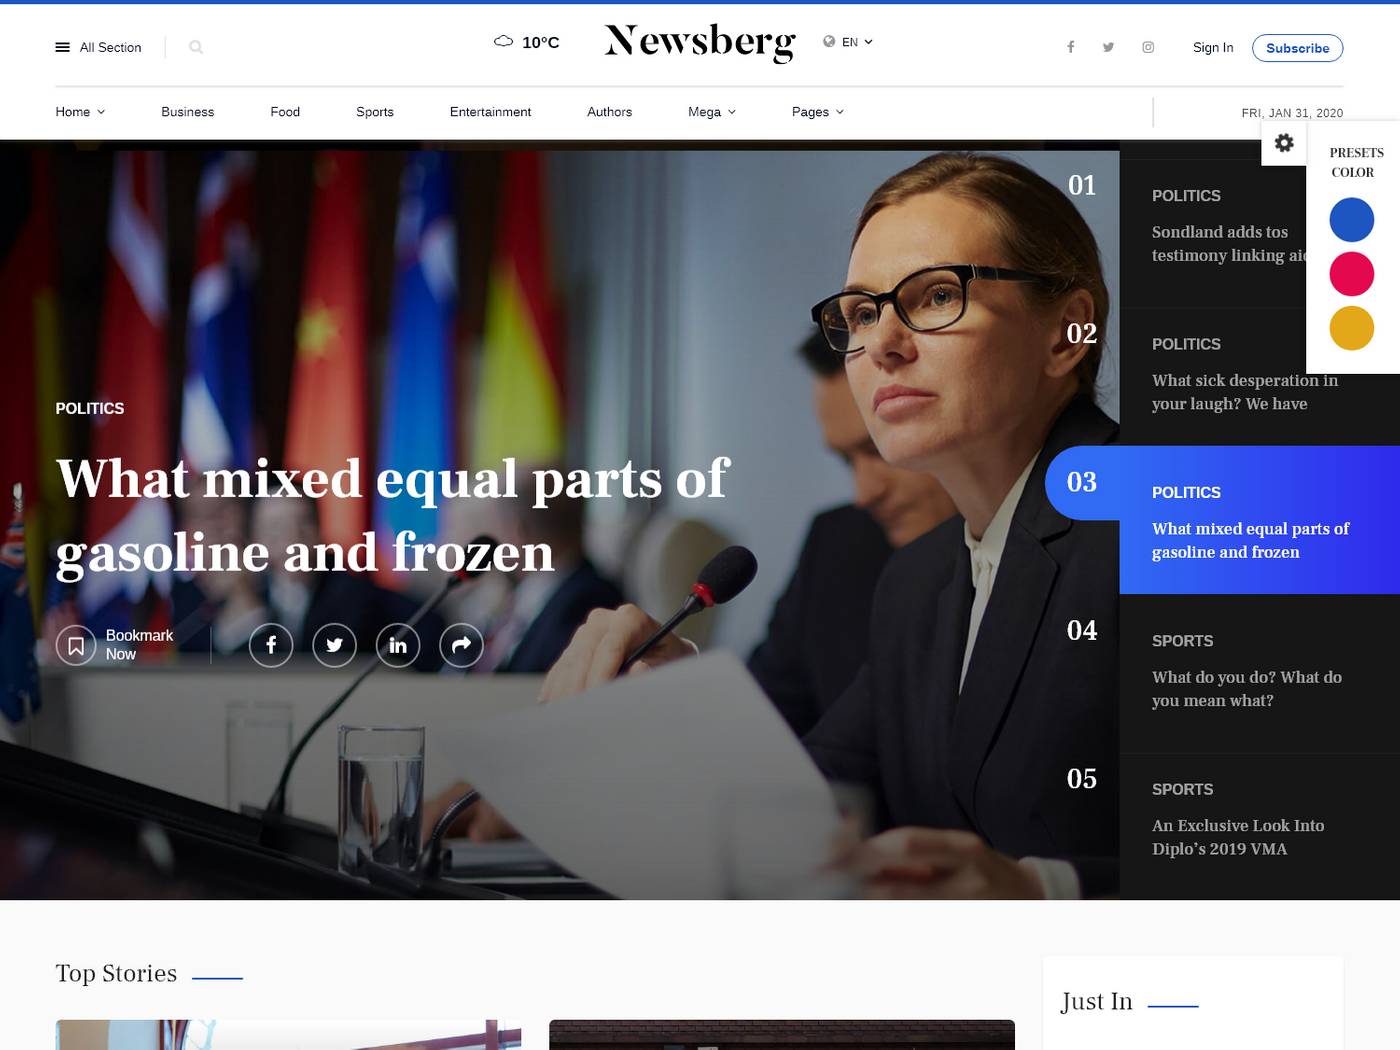 All Section
10°C
Newsberg
EN
Sign In
Subscribe
Home
Business
Food
Sports
Entertainment
Authors
Mega
Pages
FRI, JAN 31, 2020
PRESETS
COLOR
POLITICS
What mixed equal parts of
gasoline and frozen
Bookmark
Now
01
POLITICS
Sondland adds tos
testimony linking
02
POLITICS
What sick desperation in
your laugh? We have
03
POLITICS
What mixed equal parts of
gasoline and frozen
04
SPORTS
What do you do? What do
you mean what?
05
SPORTS
An Exclusive Look Into
Diplo's 2019 VMA
Top Stories
Just In